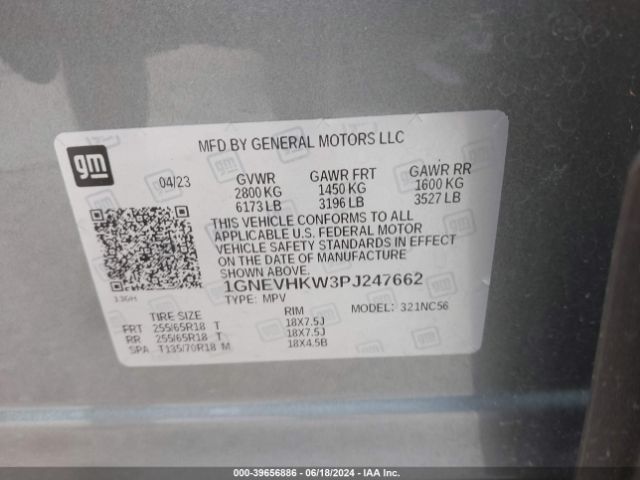 MFD BY GENERAL MOTORS LLC
gm
04/23
GVWR GAWR FRT GAWR RR
2800 KG 1450 KG 1600 KG
6173 LB 3196 LB 3527 LB
THIS VEHICLE CONFORMS TO ALL
APPLICABLE U.S. FEDERAL MOTOR
VEHICLE SAFETY STANDARDS IN EFFECT
ON THE DATE OF MANUFACTURE
SHOWN ABOVE.
1GNEVHKW3PJ247662
13GH
TYPE: MPV
TIRE SIZE RIM MODEL: 321NC56
FRT 255/65R18 T 18X7.5J
RR 255/65R18 T 18X7.5J
SPA T135/70R18 M 18X4.5B
000-39656886 - 06/18/2024 - IAA Inc.